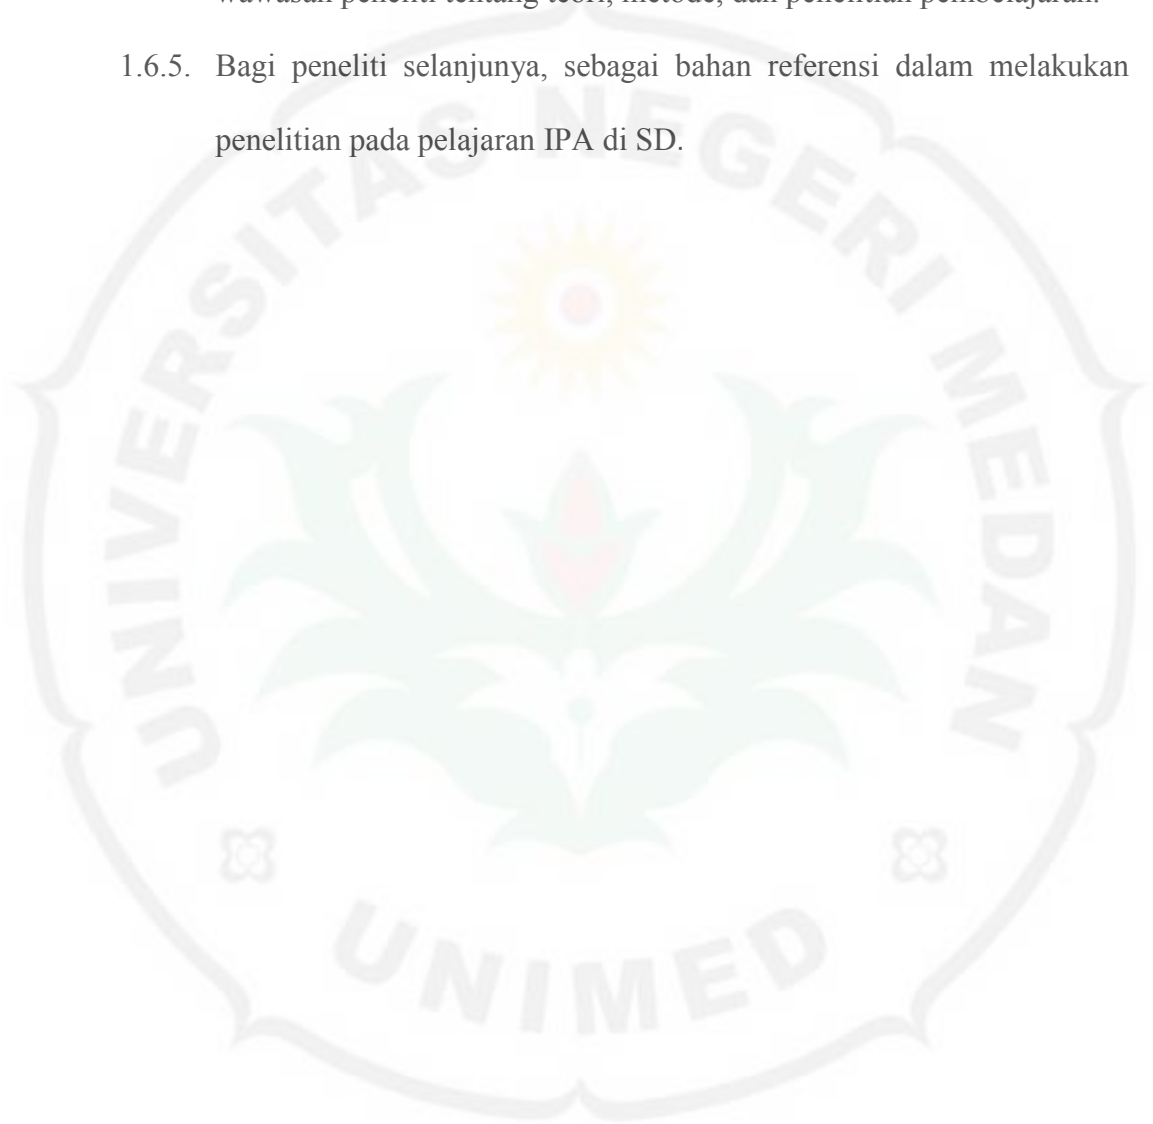 wawasan peneliti tentang teori, metode, dan penelitian pembelajaran.
1.6.5. Bagi peneliti selanjunya, sebagai bahan referensi dalam melakukan
penelitian pada pelajaran IPA di SD.
UNIVERSITAS NEGERI MEDAN
UNIMED